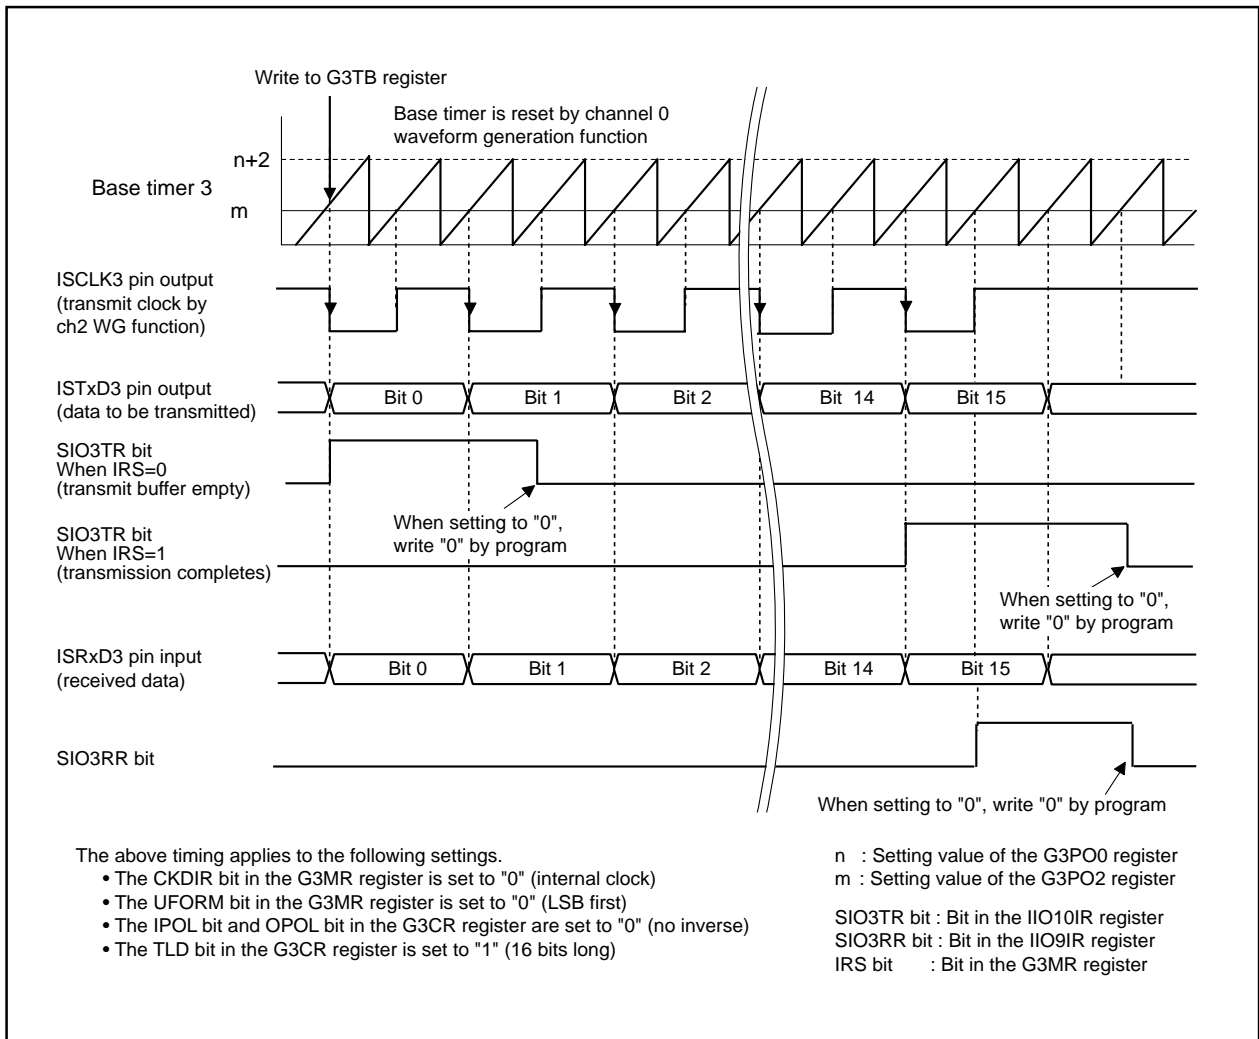 Write to G3TB register
Base timer is reset by channel 0
waveform generation function
n+2
Base timer 3
m
ISCLK3 pin output
(transmit clock by
ch2 WG function)
ISTxD3 pin output
(data to be transmitted)
Bit 0
Bit 1
Bit 2
Bit 14
Bit 15
SIO3TR bit
When IRS=0
(transmit buffer empty)
When setting to "0",
write "0" by program
SIO3TR bit
When IRS=1
(transmission completes)
When setting to "0",
write "0" by program
ISRxD3 pin input
(received data)
Bit 0
Bit 1
Bit 2
Bit 14
Bit 15
SIO3RR bit
When setting to "0", write "0" by program
The above timing applies to the following settings.
• The CKDIR bit in the G3MR register is set to "0" (internal clock)
• The UFORM bit in the G3MR register is set to "0" (LSB first)
• The IPOL bit and OPOL bit in the G3CR register are set to "0" (no inverse)
• The TLD bit in the G3CR register is set to "1" (16 bits long)
n : Setting value of the G3PO0 register
m : Setting value of the G3PO2 register
SIO3TR bit : Bit in the IIO10IR register
SIO3RR bit : Bit in the IIO9IR register
IRS bit : Bit in the G3MR register